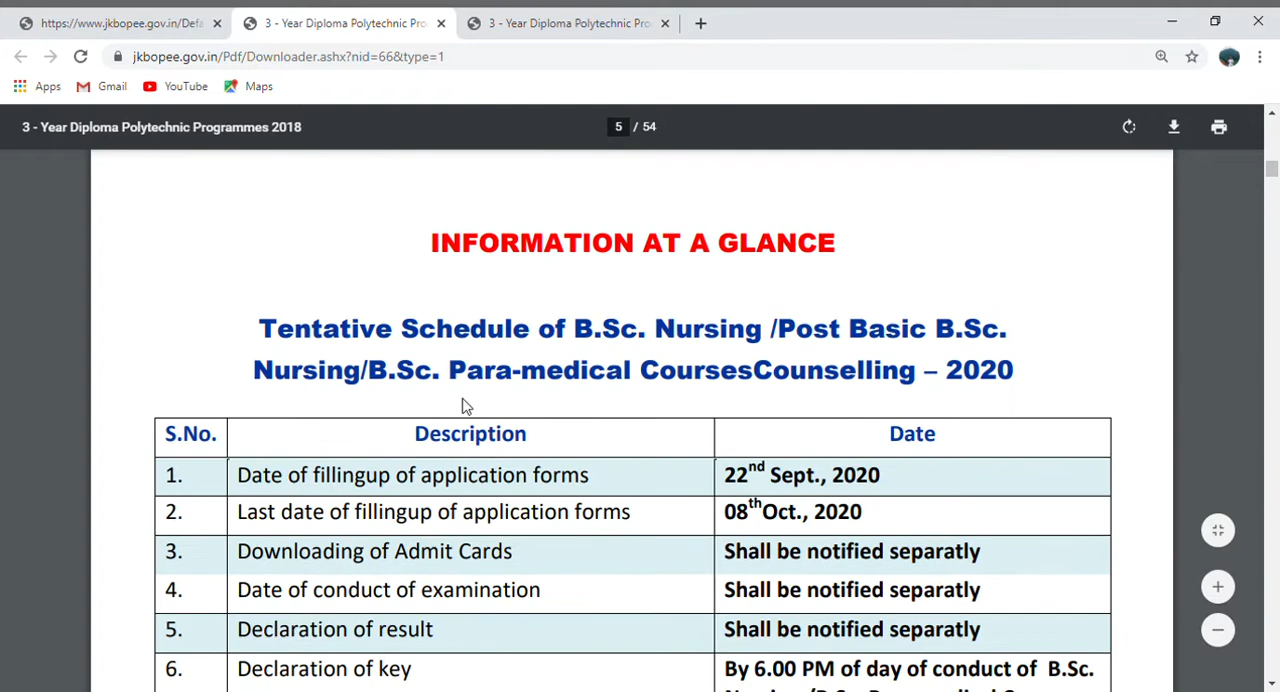 https://www.jkbopee.gov.in/Defa
3 - Year Diploma Polytechnic Pro
3 - Year Diploma Polytechnic Pro
jkbopee.gov.in/Pdf/Downloader.ashx?nid=66&type=1
Apps Gmail YouTube Maps
3 - Year Diploma Polytechnic Programmes 2018 5 / 54
INFORMATION AT A GLANCE
Tentative Schedule of B.Sc. Nursing /Post Basic B.Sc.
Nursing/B.Sc. Para-medical CoursesCounselling – 2020
S.No. Description Date
1. Date of fillingup of application forms 22nd Sept., 2020
2. Last date of fillingup of application forms 08thOct., 2020
3. Downloading of Admit Cards Shall be notified separatly
4. Date of conduct of examination Shall be notified separatly
5. Declaration of result Shall be notified separatly
6. Declaration of key By 6.00 PM of day of conduct of B.Sc.